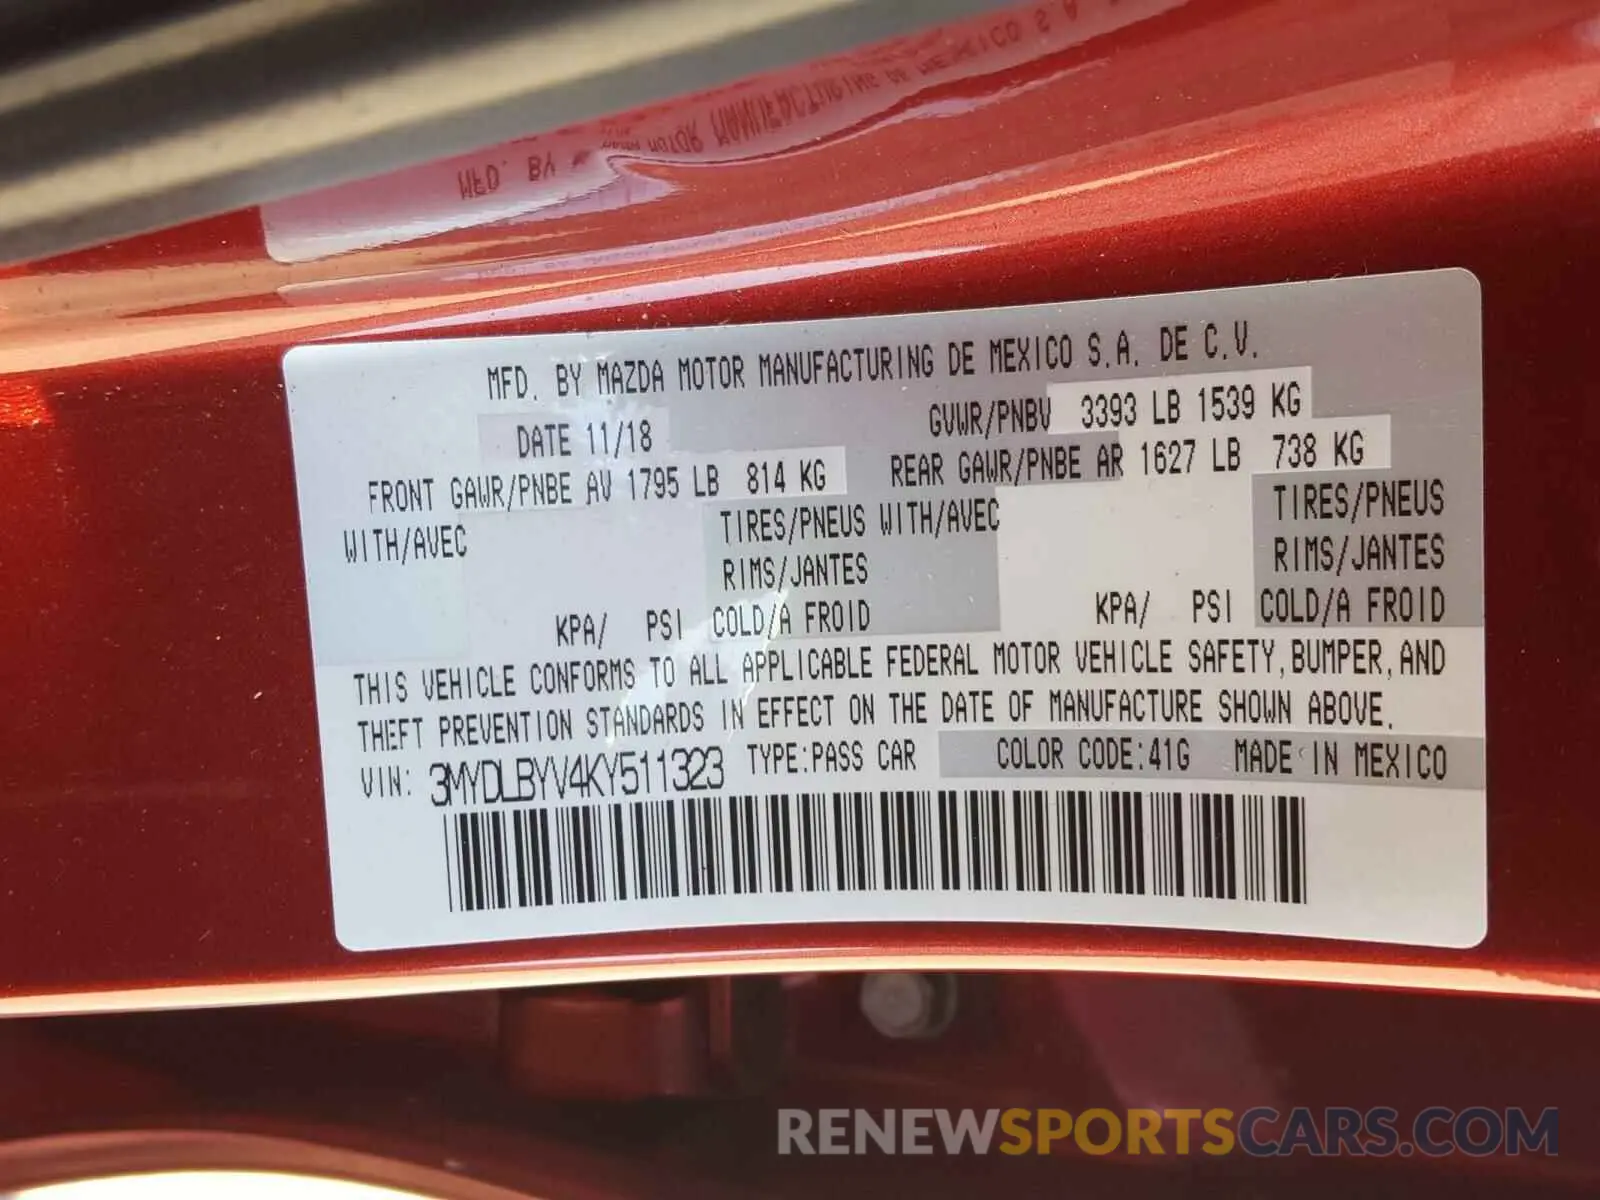 MFD. BY MAZDA MOTOR MANUFACTURING DE MEXICO S.A. DE C.V.
DATE 11/18 GVWR/PNBV 3393 LB 1539 KG
FRONT GAWR/PNBE AV 1795 LB 814 KG REAR GAWR/PNBE AR 1627 LB 738 KG
WITH/AVEC TIRES/PNEUS WITH/AVEC TIRES/PNEUS
RIMS/JANTES RIMS/JANTES
KPA/ PSI COLD/A FROID KPA/ PSI COLD/A FROID
THIS VEHICLE CONFORMS TO ALL APPLICABLE FEDERAL MOTOR VEHICLE SAFETY, BUMPER, AND
THEFT PREVENTION STANDARDS IN EFFECT ON THE DATE OF MANUFACTURE SHOWN ABOVE.
VIN: 3MYDLBYV4KY511323 TYPE:PASS CAR COLOR CODE:41G MADE IN MEXICO
RENEWSPORTSCARS.COM